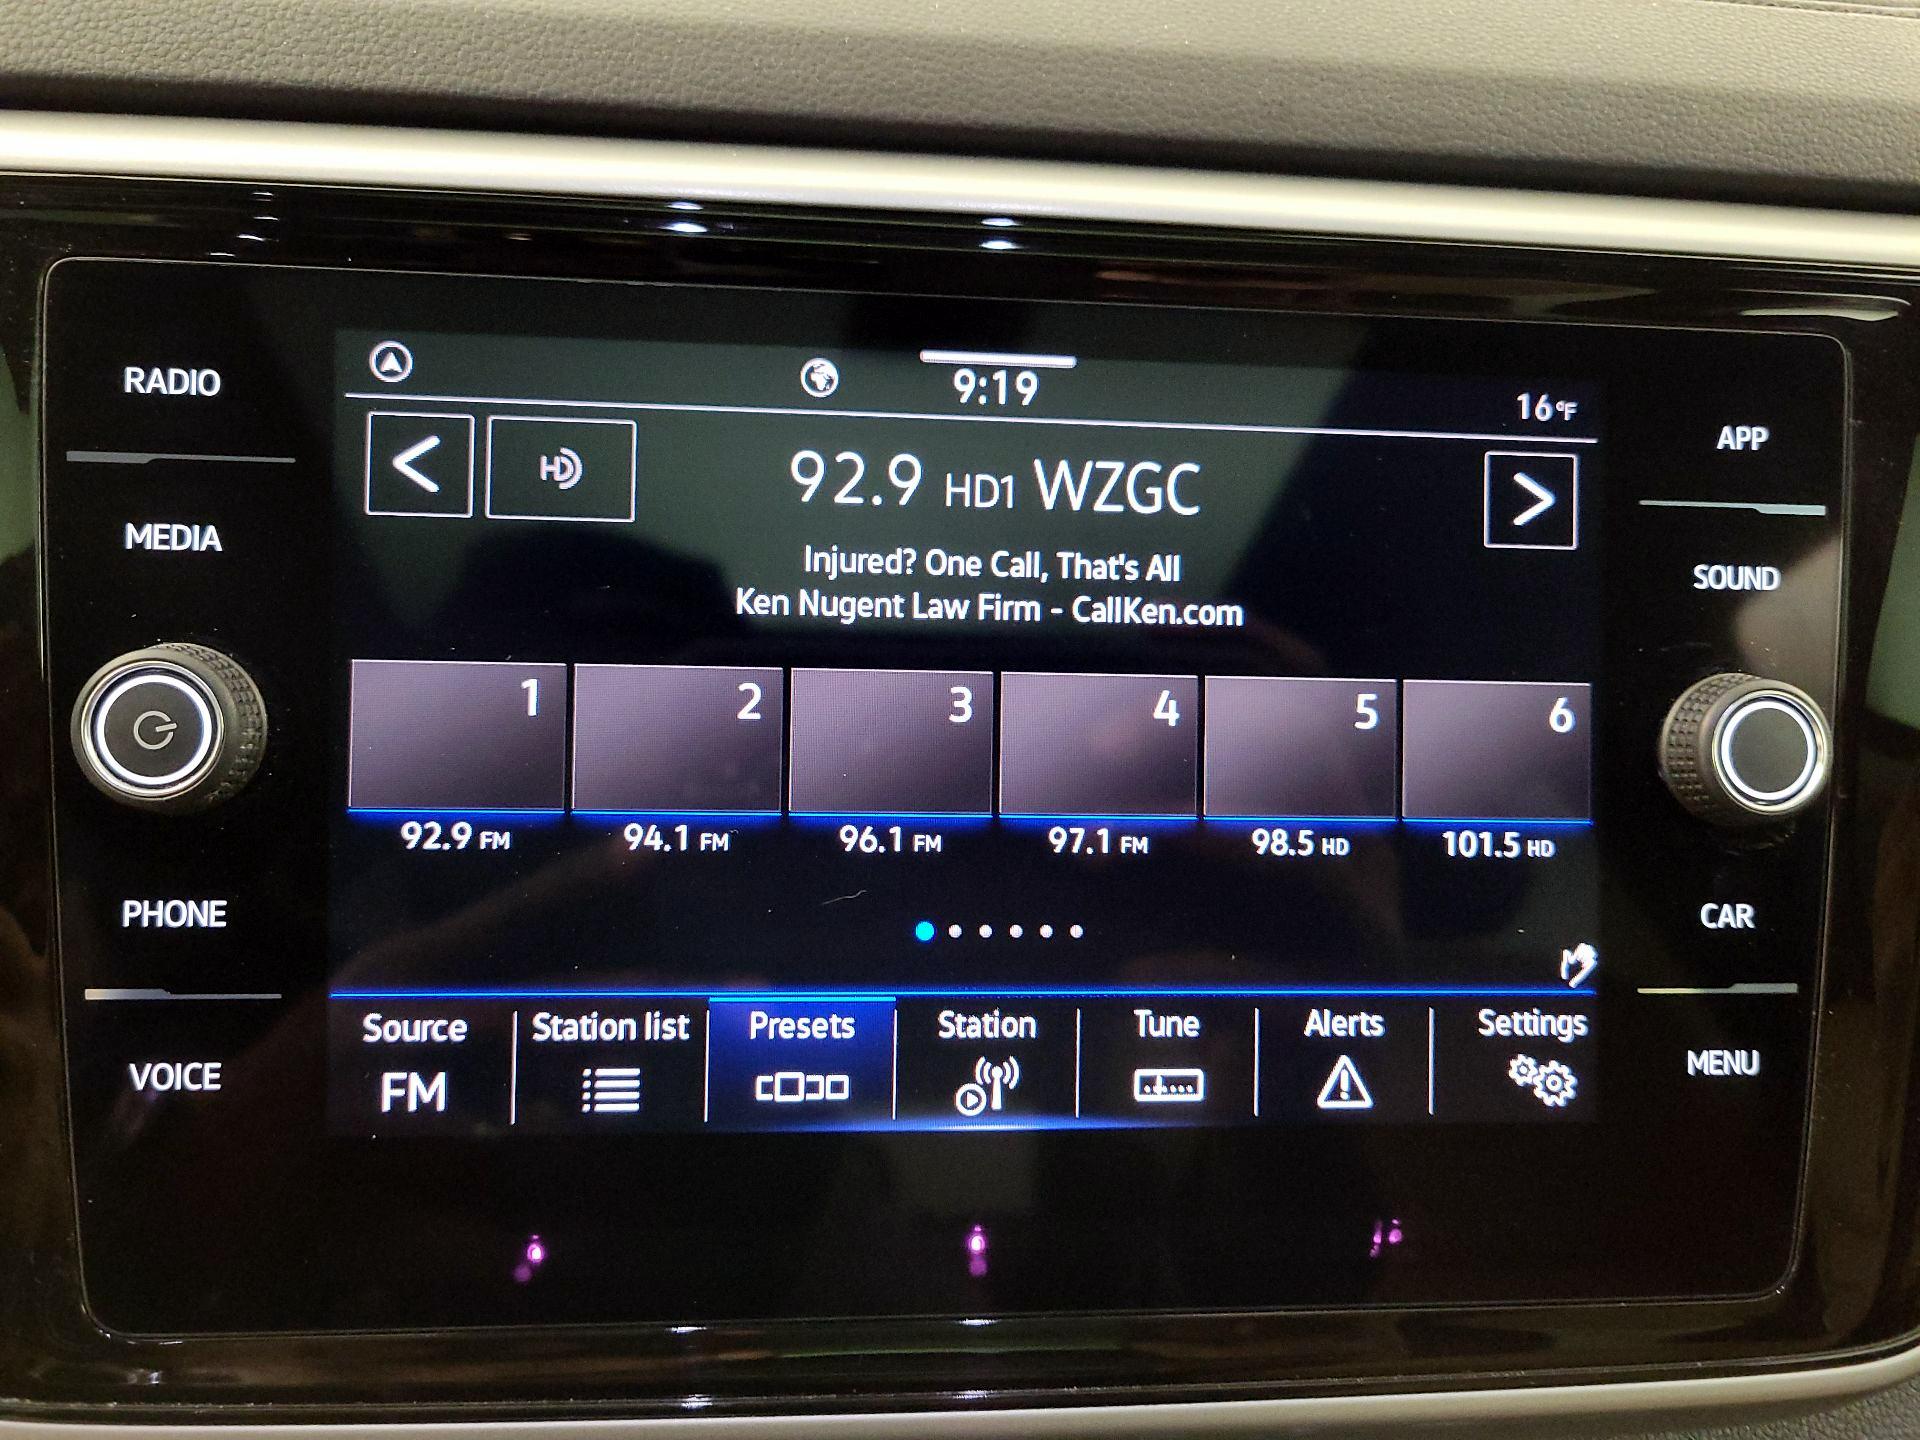 RADIO
MEDIA
PHONE
VOICE
9:19
16°F
HD
92.9 HD1 WZGC
Injured? One Call, That's All
Ken Nugent Law Firm - CallKen.com
1 2 3 4 5 6
92.9 FM 94.1 FM 96.1 FM 97.1 FM 98.5 HD 101.5 HD
Source Station list Presets Station Tune Alerts Settings
FM
APP
SOUND
CAR
MENU